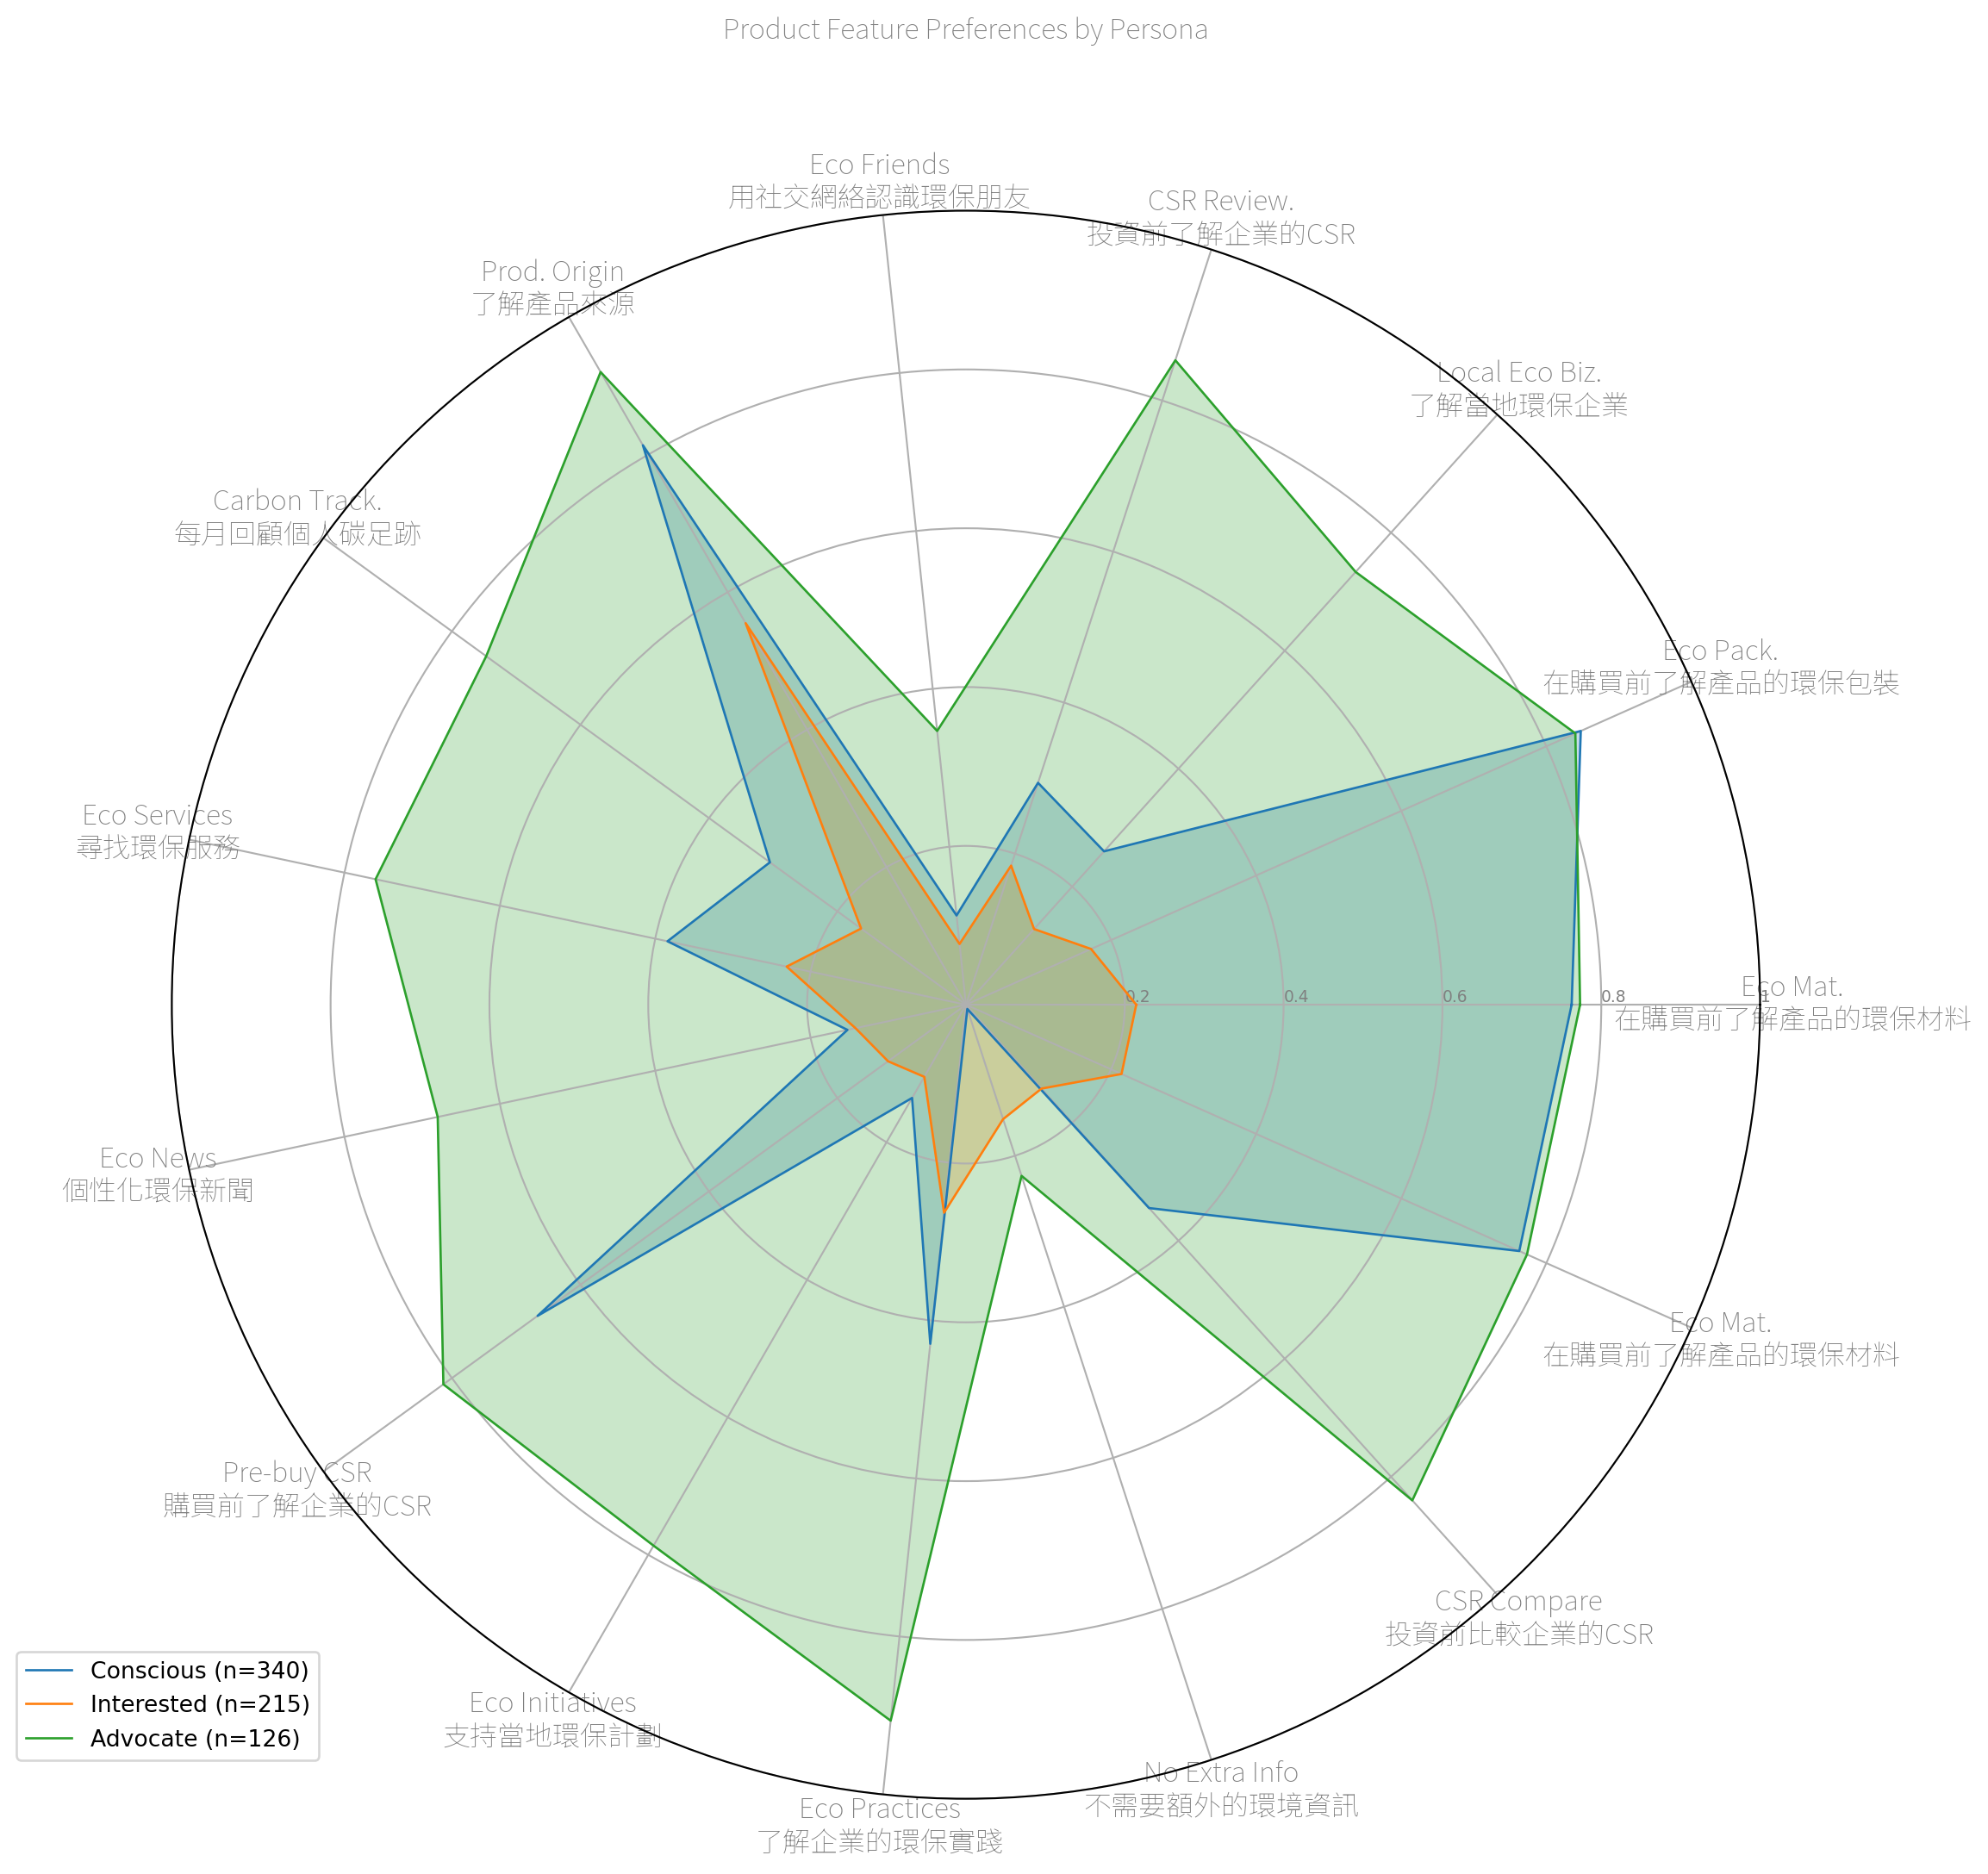 Product Feature Preferences by Persona
Eco Friends
用社交網絡認識環保朋友
CSR Review.
投資前了解企業的CSR
Prod. Origin
了解產品來源
Local Eco Biz.
了解當地環保企業
Carbon Track.
每月回顧個人碳足跡
Eco Pack.
在購買前了解產品的環保包裝
Eco Services
尋找環保服務
0.2
0.4
0.6
0.8
1
Eco Mat.
在購買前了解產品的環保材料
Eco News
個性化環保新聞
Eco Mat.
在購買前了解產品的環保材料
Pre-buy CSR
購買前了解企業的CSR
CSR Compare
投資前比較企業的CSR
Eco Initiatives
支持當地環保計劃
No Extra Info
不需要額外的環境資訊
Eco Practices
了解企業的環保實踐
Conscious (n=340)
Interested (n=215)
Advocate (n=126)